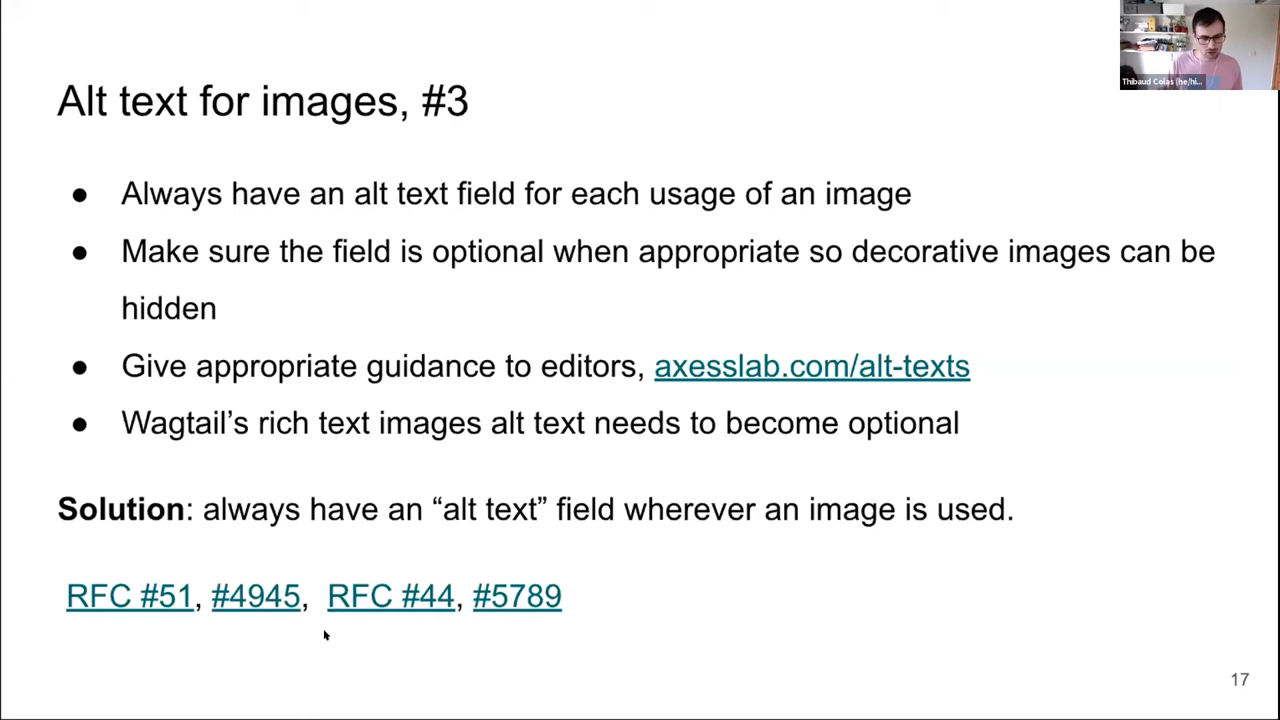 Thibaud Colas (he/hi...
Alt text for images, #3
● Always have an alt text field for each usage of an image
● Make sure the field is optional when appropriate so decorative images can be
hidden
● Give appropriate guidance to editors, axesslab.com/alt-texts
● Wagtail’s rich text images alt text needs to become optional
Solution: always have an “alt text” field wherever an image is used.
RFC #51, #4945, RFC #44, #5789
17